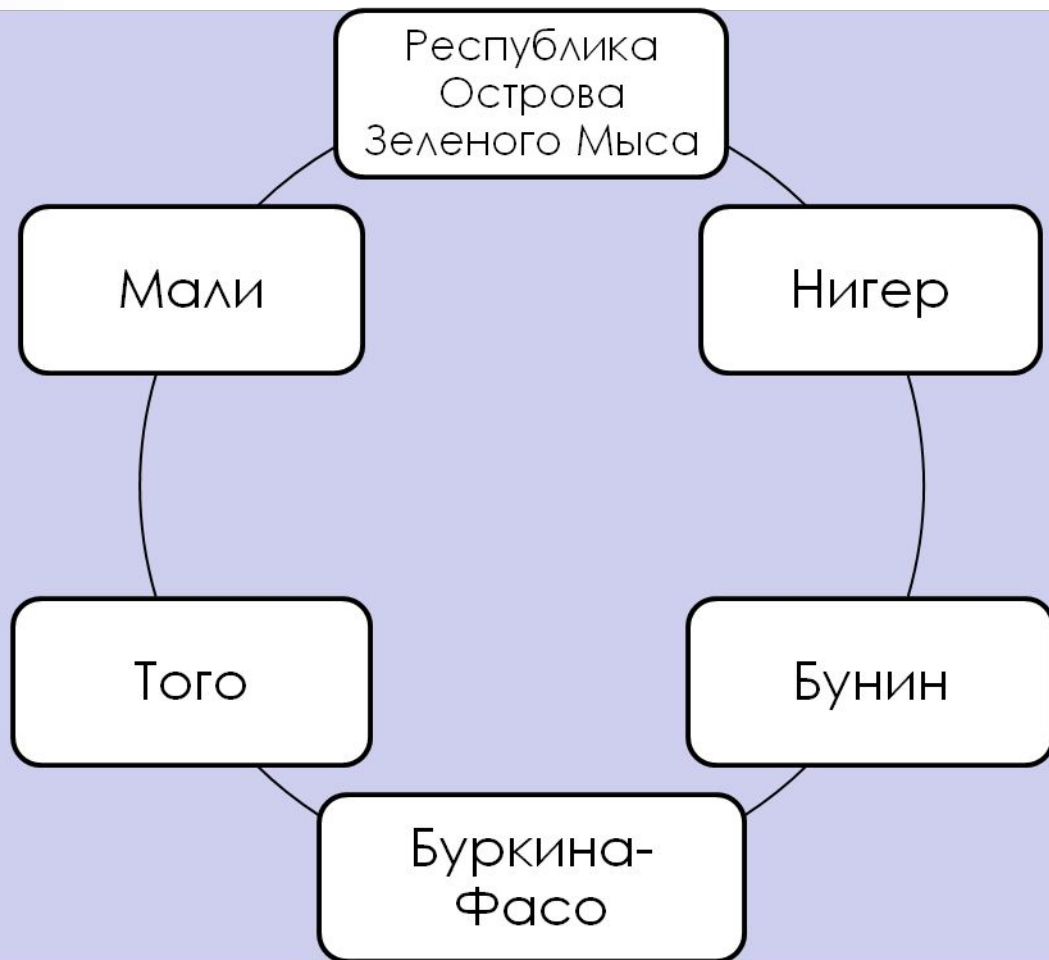 Республика
Острова
Зеленого Мыса
Мали
Нигер
Того
Бунин
Буркина-
Фасо